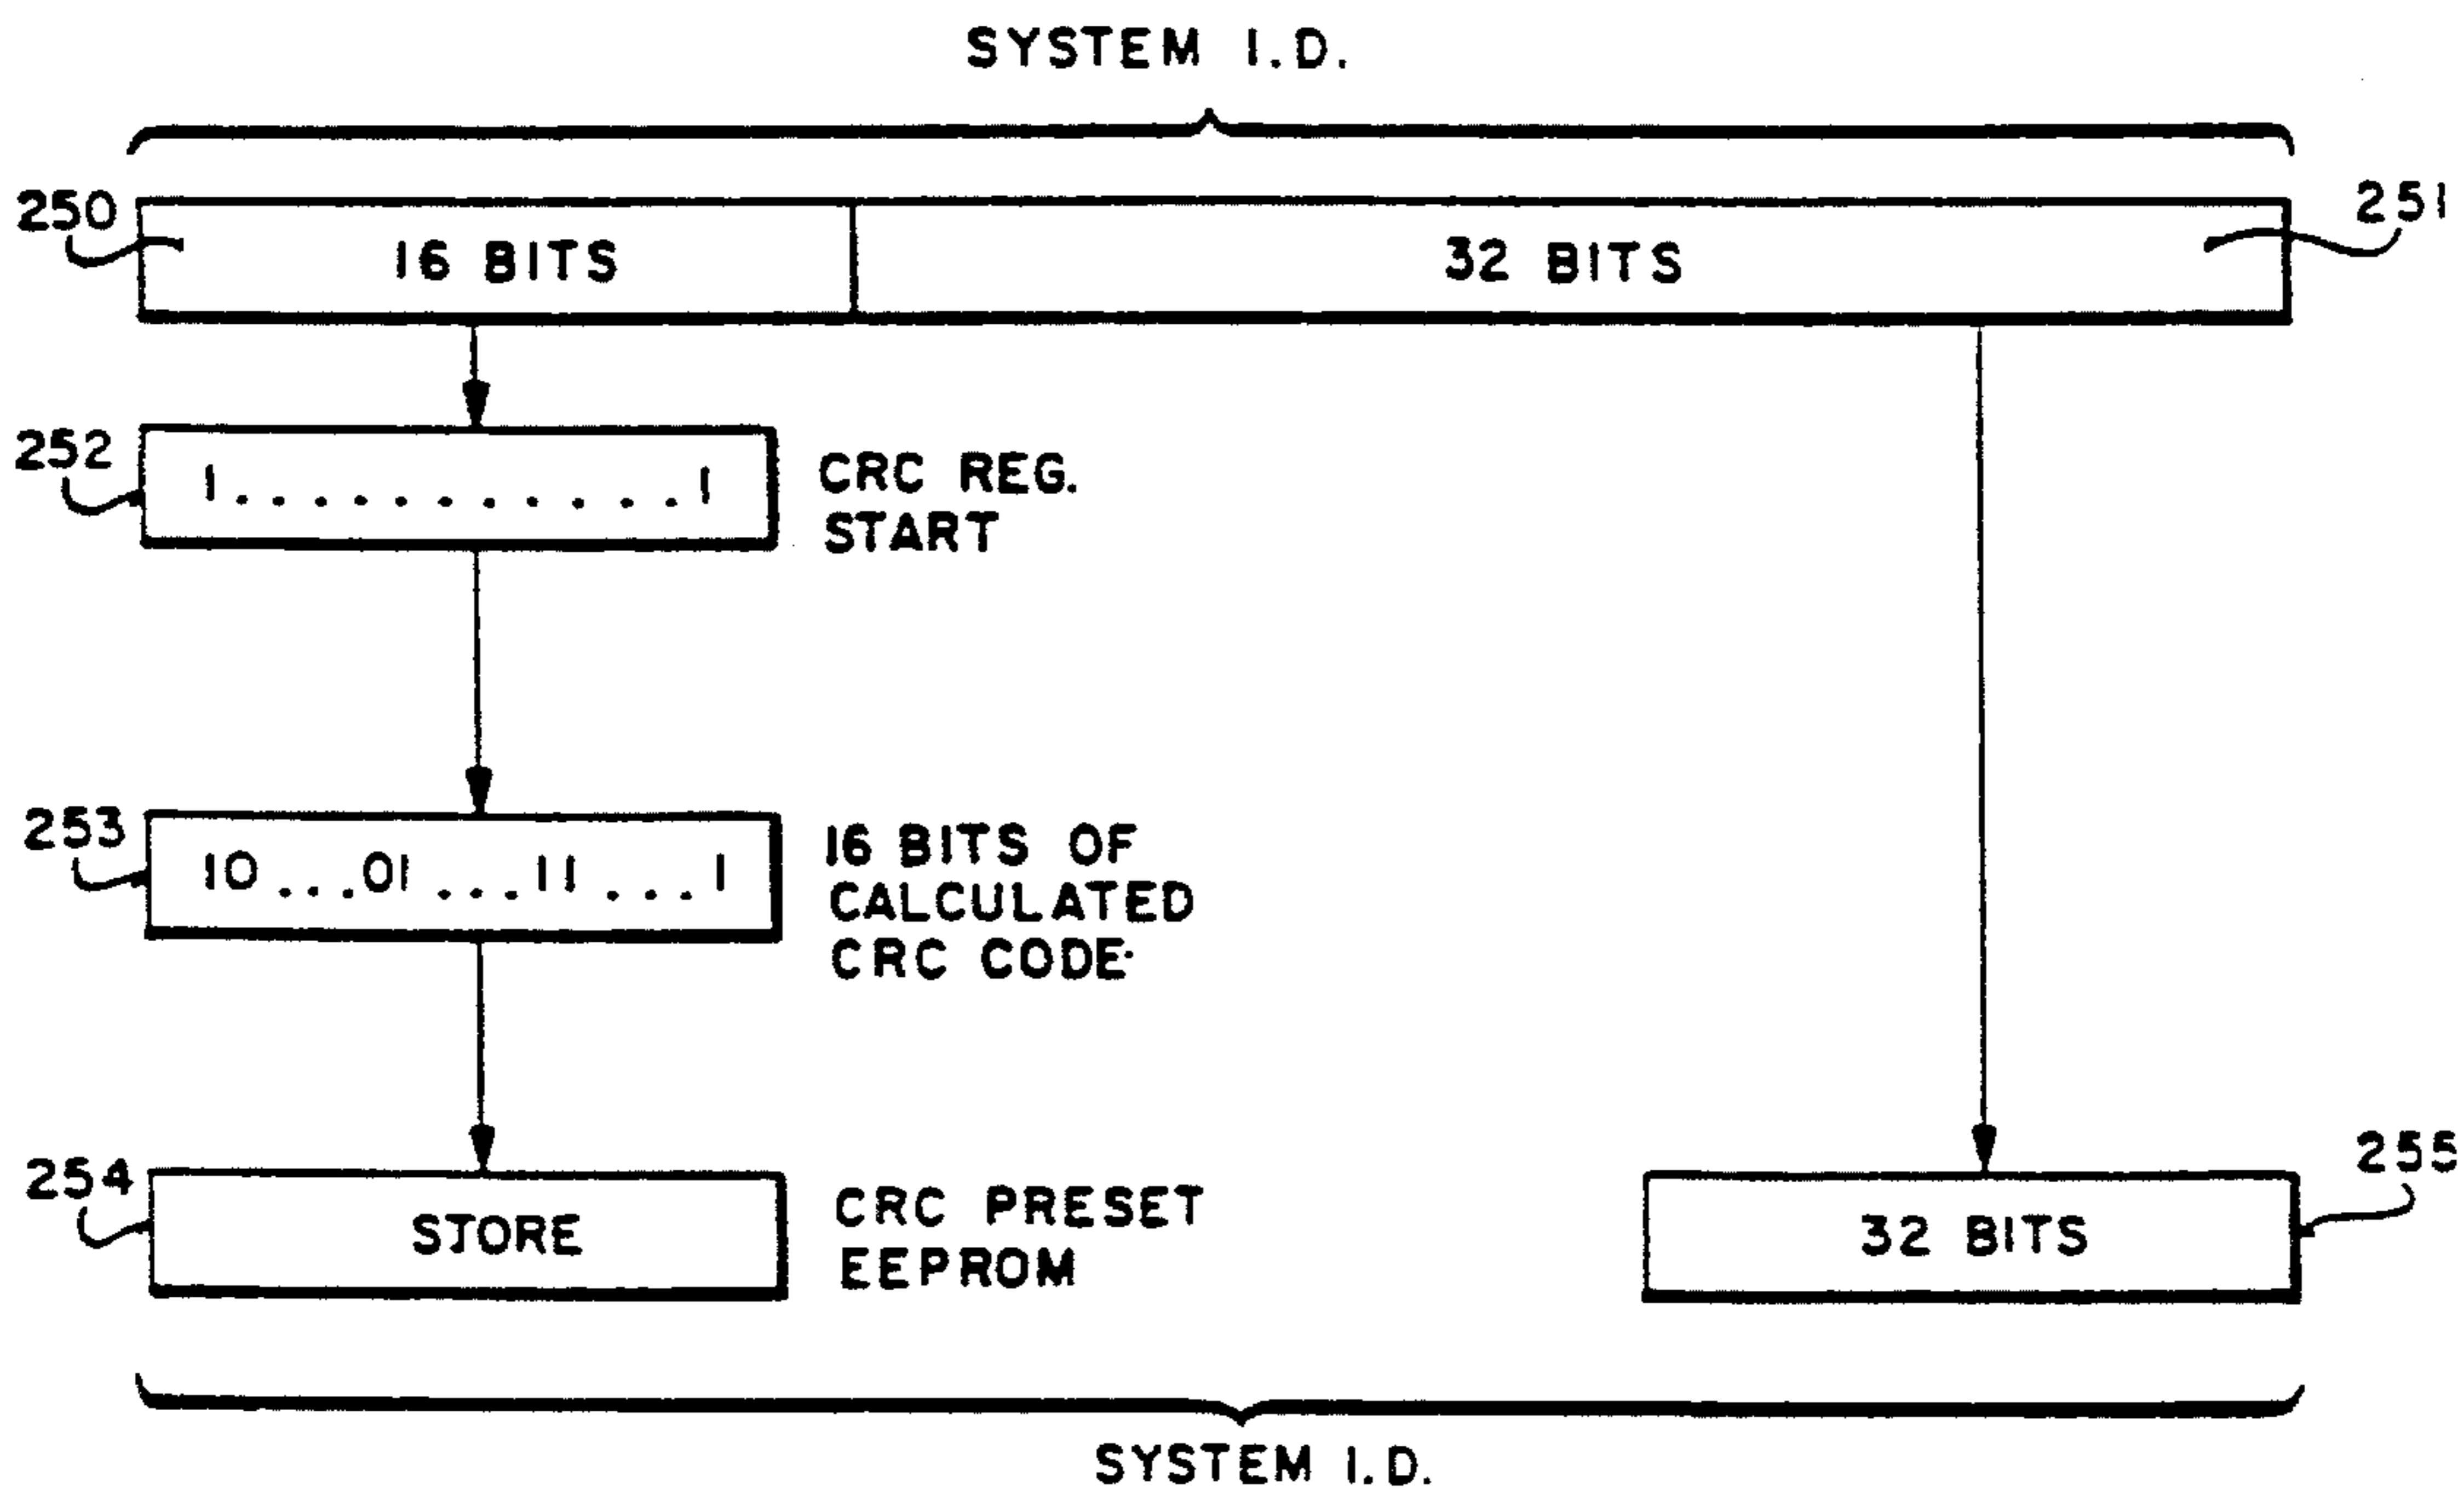 SYSTEM I.D.
250
251
16 BITS
32 BITS
252
1............1
CRC REG.
START
253
10...01...11...1
16 BITS OF
CALCULATED
CRC CODE
254
STORE
CRC PRESET
EEPROM
255
32 BITS
SYSTEM I.D.